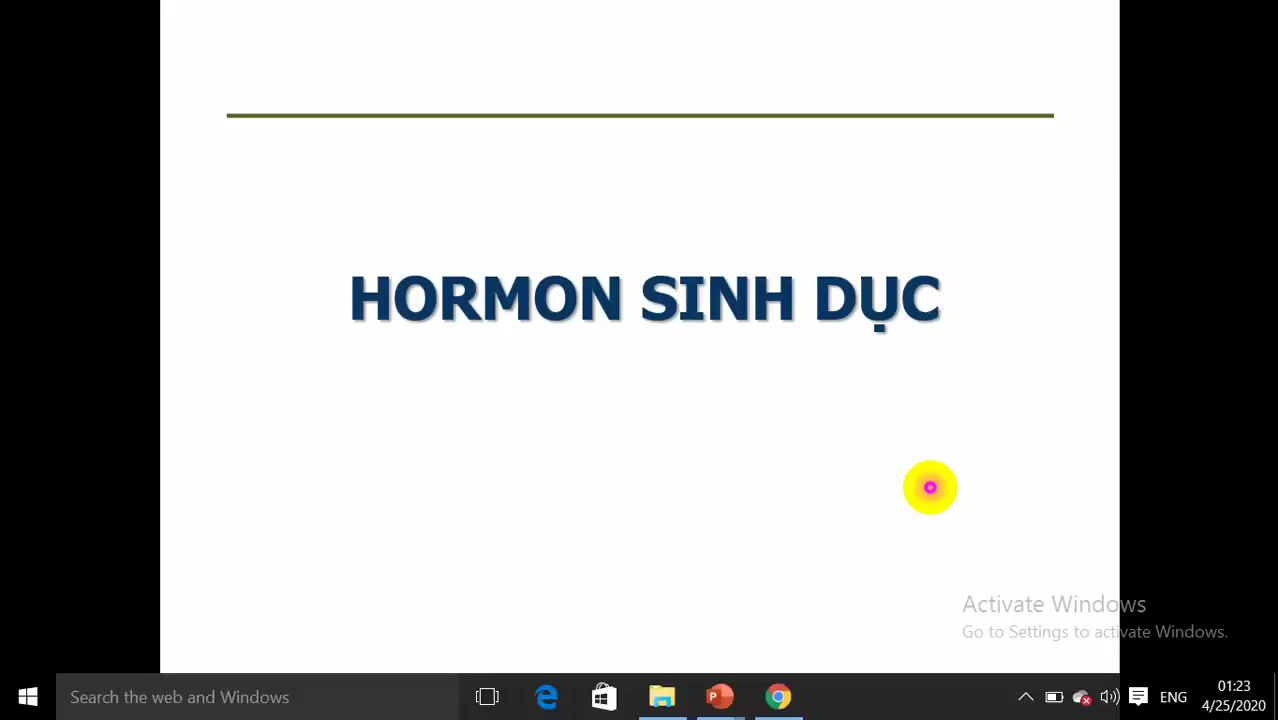 HORMON SINH DỤC
Activate Windows
Go to Settings to activate Windows.
Search the web and Windows
ENG
01:23
4/25/2020